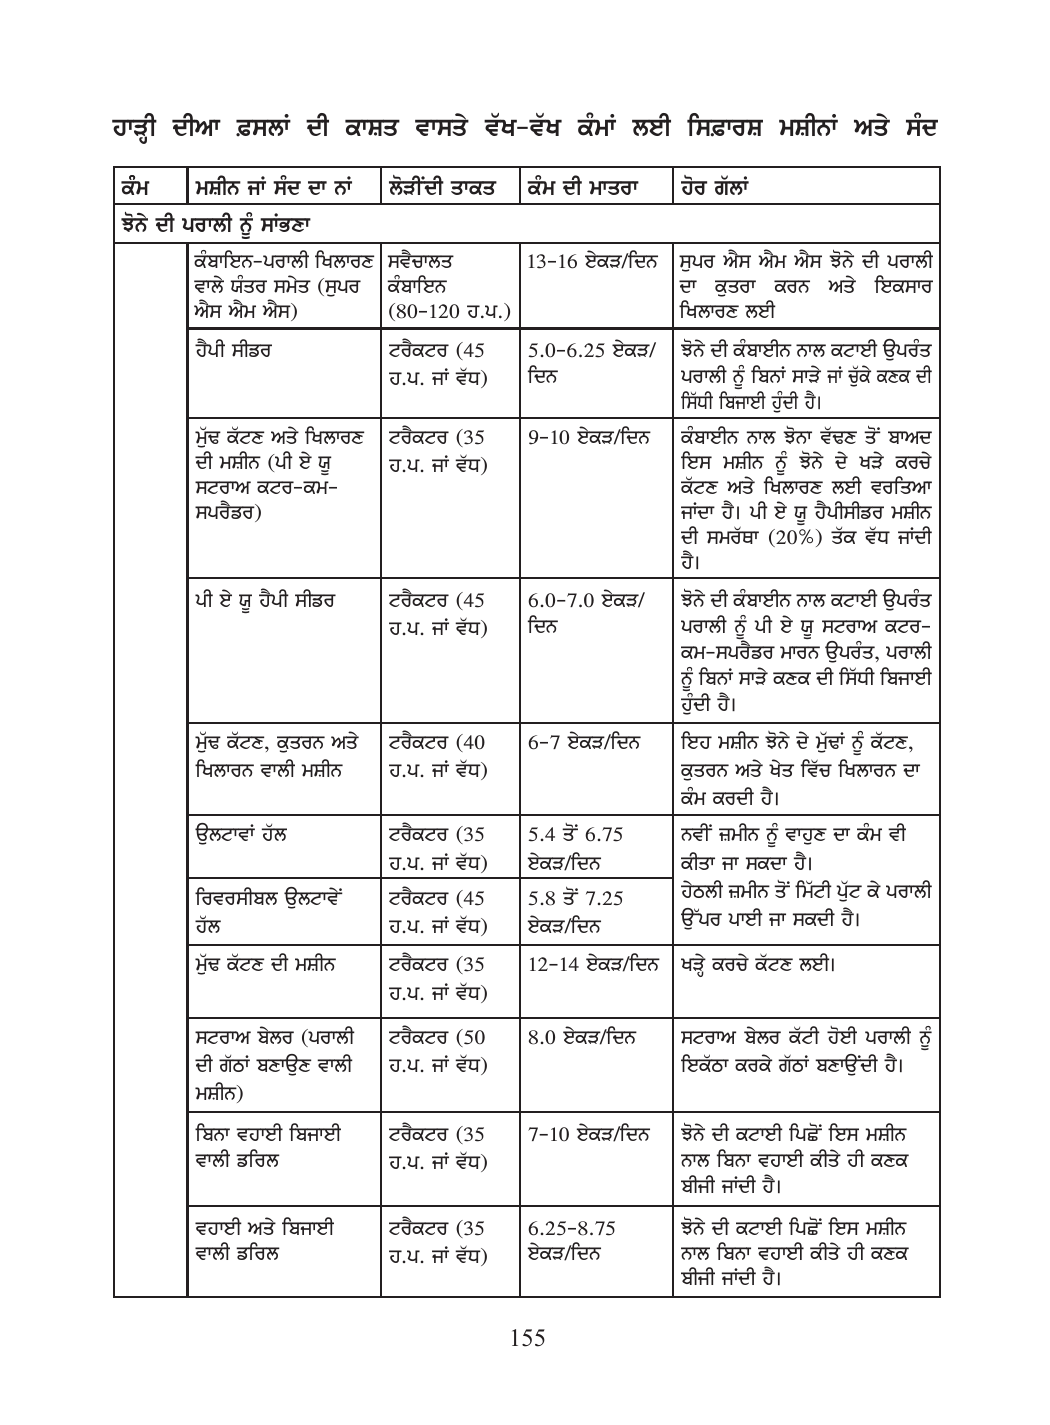 ਹਾੜ੍ਹੀ ਦੀਆ ਫ਼ਸਲਾਂ ਦੀ ਕਾਸ਼ਤ ਵਾਸਤੇ ਵੱਖ-ਵੱਖ ਕੰਮਾਂ ਲਈ ਸਿਫ਼ਾਰਸ਼ ਮਸ਼ੀਨਾਂ ਅਤੇ ਸੰਦ
ਕੰਮ ਮਸ਼ੀਨ ਜਾਂ ਸੰਦ ਦਾ ਨਾਂ ਲੋੜੀਂਦੀ ਤਾਕਤ ਕੰਮ ਦੀ ਮਾਤਰਾ ਹੋਰ ਗੱਲਾਂ
ਝੋਨੇ ਦੀ ਪਰਾਲੀ ਨੂੰ ਸਾਂਭਣਾ
ਕੰਬਾਇਨ-ਪਰਾਲੀ ਖਿਲਾਰਣ
ਵਾਲੇ ਯੰਤਰ ਸਮੇਤ (ਸੁਪਰ
ਐਸ ਐਮ ਐਸ)
ਸਵੈਚਾਲਤ
ਕੰਬਾਇਨ
(80-120 ਹ.ਪ.)
13-16 ਏਕੜ/ਦਿਨ
ਸੁਪਰ ਐਸ ਐਮ ਐਸ ਝੋਨੇ ਦੀ ਪਰਾਲੀ
ਦਾ ਕੁਤਰਾ ਕਰਨ ਅਤੇ ਇਕਸਾਰ
ਖਿਲਾਰਣ ਲਈ
ਹੈਪੀ ਸੀਡਰ
ਟਰੈਕਟਰ (45
ਹ.ਪ. ਜਾਂ ਵੱਧ)
5.0-6.25 ਏਕੜ/
ਦਿਨ
ਝੋਨੇ ਦੀ ਕੰਬਾਈਨ ਨਾਲ ਕਟਾਈ ਉਪਰੰਤ
ਪਰਾਲੀ ਨੂੰ ਬਿਨਾਂ ਸਾੜੇ ਜਾਂ ਚੁੱਕੇ ਕਣਕ ਦੀ
ਸਿੱਧੀ ਬਿਜਾਈ ਹੁੰਦੀ ਹੈ।
ਮੁੱਢ ਕੱਟਣ ਅਤੇ ਖਿਲਾਰਣ
ਦੀ ਮਸ਼ੀਨ (ਪੀ ਏ ਯੂ
ਸਟਰਾਅ ਕਟਰ-ਕਮ-
ਸਪਰੈਡਰ)
ਟਰੈਕਟਰ (35
ਹ.ਪ. ਜਾਂ ਵੱਧ)
9-10 ਏਕੜ/ਦਿਨ
ਕੰਬਾਈਨ ਨਾਲ ਝੋਨਾ ਵੱਢਣ ਤੋਂ ਬਾਅਦ
ਇਸ ਮਸ਼ੀਨ ਨੂੰ ਝੋਨੇ ਦੇ ਖੜੇ ਕਰਚੇ
ਕੱਟਣ ਅਤੇ ਖਿਲਾਰਣ ਲਈ ਵਰਤਿਆ
ਜਾਂਦਾ ਹੈ। ਪੀ ਏ ਯੂ ਹੈਪੀਸੀਡਰ ਮਸ਼ੀਨ
ਦੀ ਸਮਰੱਥਾ (20%) ਤੱਕ ਵੱਧ ਜਾਂਦੀ
ਹੈ।
ਪੀ ਏ ਯੂ ਹੈਪੀ ਸੀਡਰ
ਟਰੈਕਟਰ (45
ਹ.ਪ. ਜਾਂ ਵੱਧ)
6.0-7.0 ਏਕੜ/
ਦਿਨ
ਝੋਨੇ ਦੀ ਕੰਬਾਈਨ ਨਾਲ ਕਟਾਈ ਉਪਰੰਤ
ਪਰਾਲੀ ਨੂੰ ਪੀ ਏ ਯੂ ਸਟਰਾਅ ਕਟਰ-
ਕਮ-ਸਪਰੈਡਰ ਮਾਰਨ ਉਪਰੰਤ, ਪਰਾਲੀ
ਨੂੰ ਬਿਨਾਂ ਸਾੜੇ ਕਣਕ ਦੀ ਸਿੱਧੀ ਬਿਜਾਈ
ਹੁੰਦੀ ਹੈ।
ਮੁੱਢ ਕੱਟਣ, ਕੁਤਰਨ ਅਤੇ
ਖਿਲਾਰਨ ਵਾਲੀ ਮਸ਼ੀਨ
ਟਰੈਕਟਰ (40
ਹ.ਪ. ਜਾਂ ਵੱਧ)
6-7 ਏਕੜ/ਦਿਨ
ਇਹ ਮਸ਼ੀਨ ਝੋਨੇ ਦੇ ਮੁੱਢਾਂ ਨੂੰ ਕੱਟਣ,
ਕੁਤਰਨ ਅਤੇ ਖੇਤ ਵਿੱਚ ਖਿਲਾਰਨ ਦਾ
ਕੰਮ ਕਰਦੀ ਹੈ।
ਉਲਟਾਵਾਂ ਹੱਲ
ਟਰੈਕਟਰ (35
ਹ.ਪ. ਜਾਂ ਵੱਧ)
5.4 ਤੋਂ 6.75
ਏਕੜ/ਦਿਨ
ਨਵੀਂ ਜ਼ਮੀਨ ਨੂੰ ਵਾਹੁਣ ਦਾ ਕੰਮ ਵੀ
ਕੀਤਾ ਜਾ ਸਕਦਾ ਹੈ।
ਹੇਠਲੀ ਜ਼ਮੀਨ ਤੋਂ ਮਿੱਟੀ ਪੁੱਟ ਕੇ ਪਰਾਲੀ
ਉੱਪਰ ਪਾਈ ਜਾ ਸਕਦੀ ਹੈ।
ਰਿਵਰਸੀਬਲ ਉਲਟਾਵੇਂ
ਹੱਲ
ਟਰੈਕਟਰ (45
ਹ.ਪ. ਜਾਂ ਵੱਧ)
5.8 ਤੋਂ 7.25
ਏਕੜ/ਦਿਨ
ਮੁੱਢ ਕੱਟਣ ਦੀ ਮਸ਼ੀਨ
ਟਰੈਕਟਰ (35
ਹ.ਪ. ਜਾਂ ਵੱਧ)
12-14 ਏਕੜ/ਦਿਨ
ਖੜ੍ਹੇ ਕਰਚੇ ਕੱਟਣ ਲਈ।
ਸਟਰਾਅ ਬੇਲਰ (ਪਰਾਲੀ
ਦੀ ਗੱਠਾਂ ਬਣਾਉਣ ਵਾਲੀ
ਮਸ਼ੀਨ)
ਟਰੈਕਟਰ (50
ਹ.ਪ. ਜਾਂ ਵੱਧ)
8.0 ਏਕੜ/ਦਿਨ
ਸਟਰਾਅ ਬੇਲਰ ਕੱਟੀ ਹੋਈ ਪਰਾਲੀ ਨੂੰ
ਇਕੱਠਾ ਕਰਕੇ ਗੱਠਾਂ ਬਣਾਉਂਦੀ ਹੈ।
ਬਿਨਾ ਵਹਾਈ ਬਿਜਾਈ
ਵਾਲੀ ਡਰਿਲ
ਟਰੈਕਟਰ (35
ਹ.ਪ. ਜਾਂ ਵੱਧ)
7-10 ਏਕੜ/ਦਿਨ
ਝੋਨੇ ਦੀ ਕਟਾਈ ਪਿਛੋਂ ਇਸ ਮਸ਼ੀਨ
ਨਾਲ ਬਿਨਾ ਵਹਾਈ ਕੀਤੇ ਹੀ ਕਣਕ
ਬੀਜੀ ਜਾਂਦੀ ਹੈ।
ਵਹਾਈ ਅਤੇ ਬਿਜਾਈ
ਵਾਲੀ ਡਰਿਲ
ਟਰੈਕਟਰ (35
ਹ.ਪ. ਜਾਂ ਵੱਧ)
6.25-8.75
ਏਕੜ/ਦਿਨ
ਝੋਨੇ ਦੀ ਕਟਾਈ ਪਿਛੋਂ ਇਸ ਮਸ਼ੀਨ
ਨਾਲ ਬਿਨਾ ਵਹਾਈ ਕੀਤੇ ਹੀ ਕਣਕ
ਬੀਜੀ ਜਾਂਦੀ ਹੈ।
155